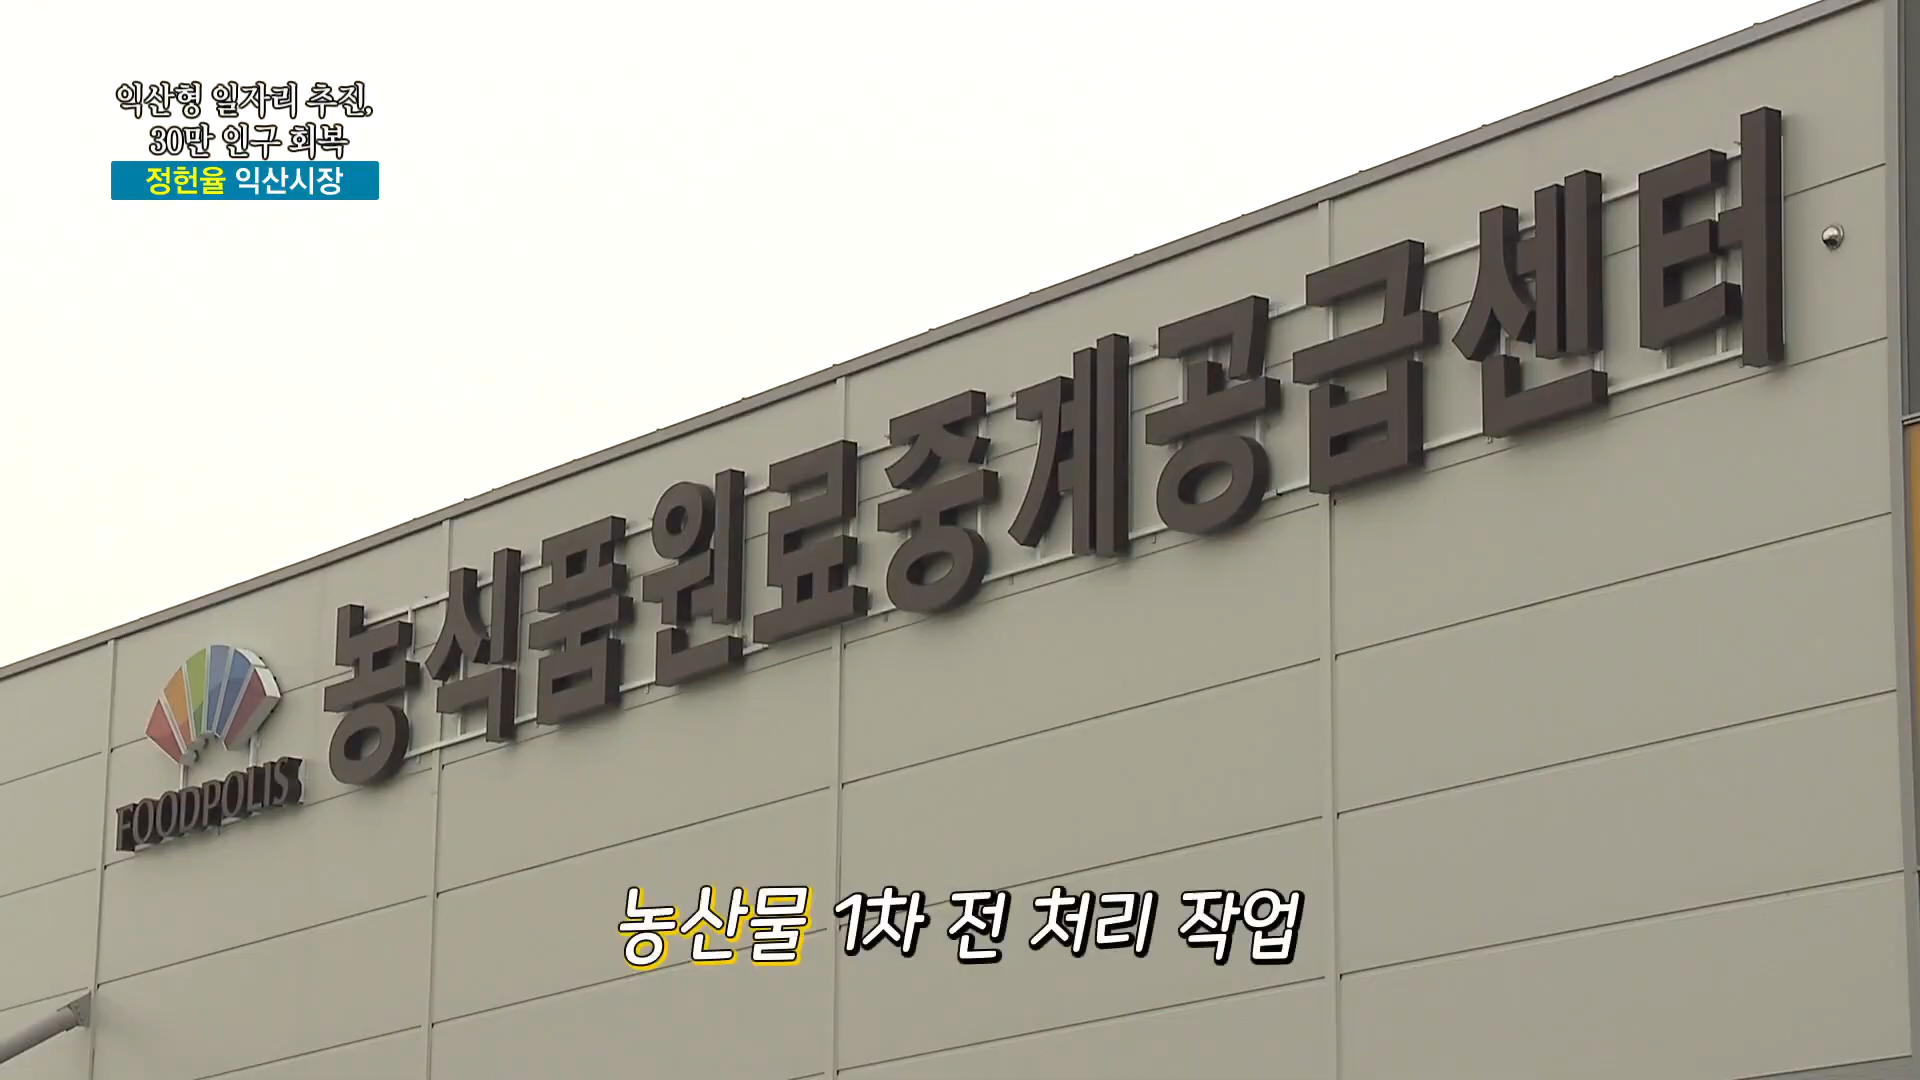 익산형 일자리 추진,
30만 인구 회복
정헌율 익산시장
농식품원료중계공급센터
FOODPOLIS
농산물 1차 전 처리 작업